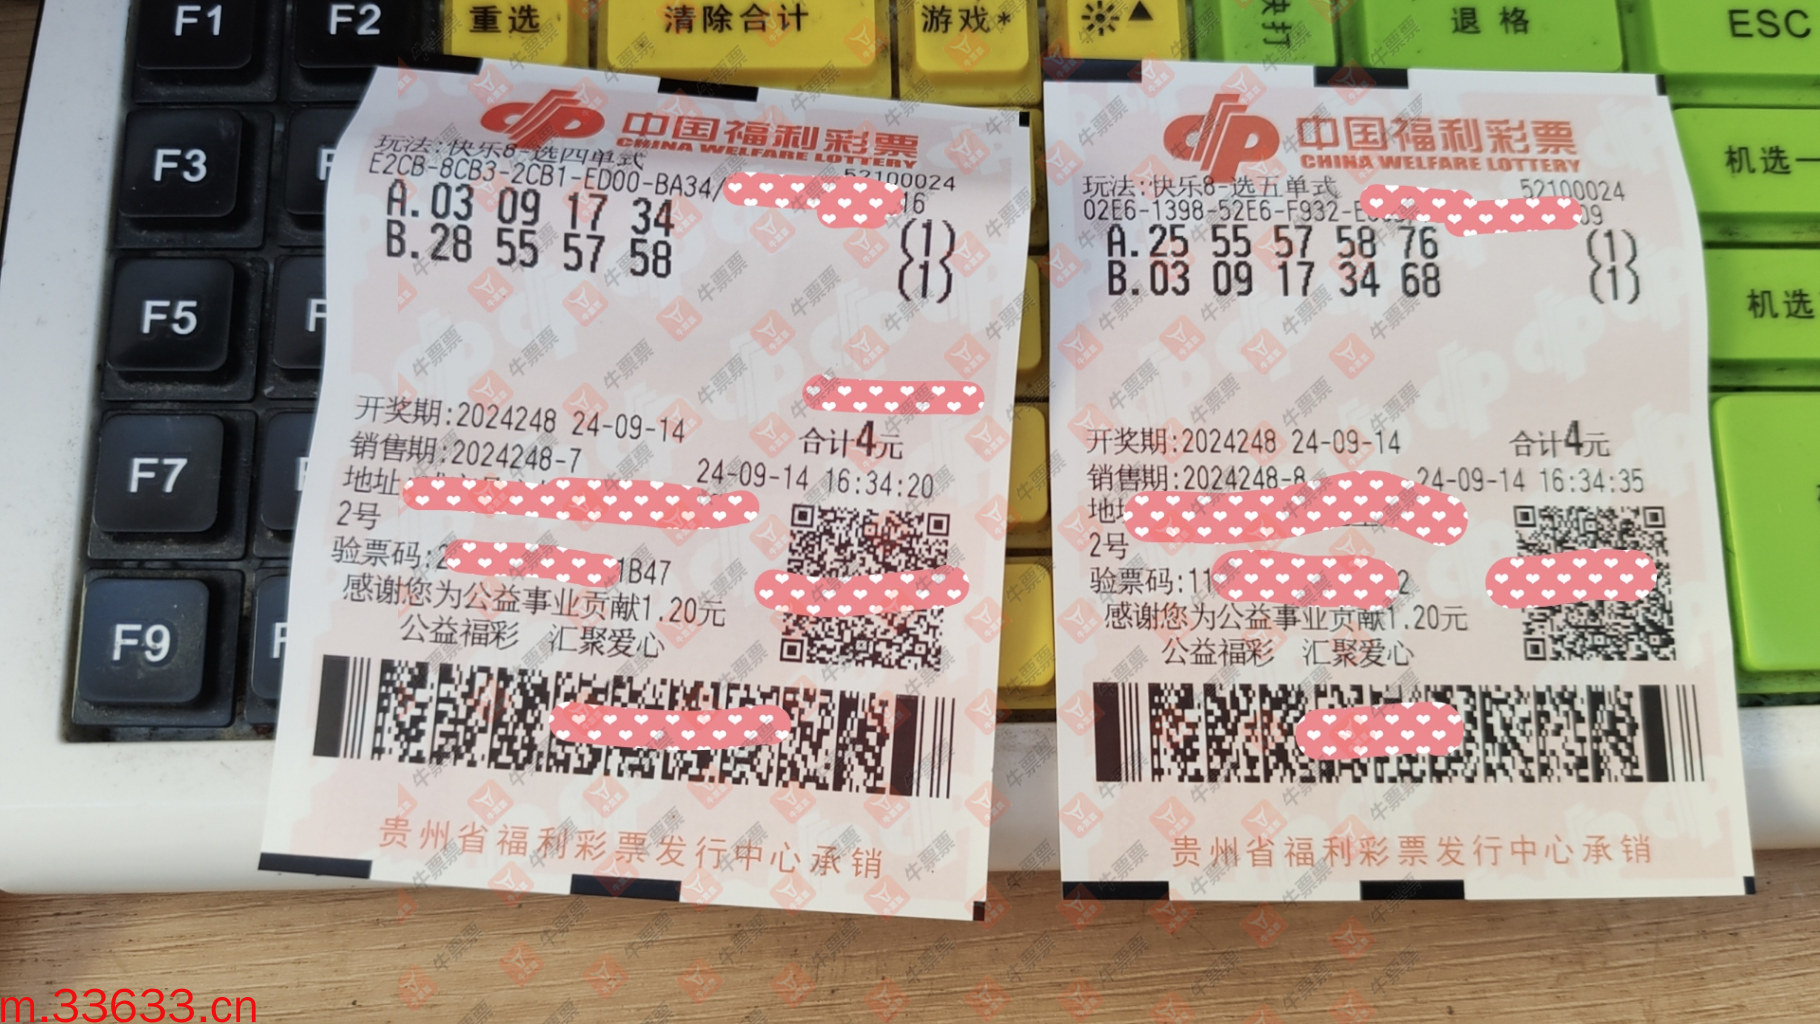 F1
F2
重选
清除合计
游戏*
退格
ESC
F3
机选
F5
机选
F7
F9
中国福利彩票
CHINA WELFARE LOTTERY
玩法:快乐8-选四单式
52100024
E2CB-8CB3-2CB1-ED00-BA34/
16
A.03 09 17 34 (1)
B.28 55 57 58 (1)
开奖期:2024248 24-09-14
合计4元
销售期:2024248-7
24-09-14 16:34:20
地址
2号
验票码:2
1B47
感谢您为公益事业贡献1.20元
公益福彩 汇聚爱心
贵州省福利彩票发行中心承销
中国福利彩票
CHINA WELFARE LOTTERY
玩法:快乐8-选五单式
52100024
02E6-1398-52E6-F932-E
09
A.25 55 57 58 76 (1)
B.03 09 17 34 68 (1)
开奖期:2024248 24-09-14
合计4元
销售期:2024248-8
24-09-14 16:34:35
2号
验票码:11
2
感谢您为公益事业贡献1.20元
公益福彩 汇聚爱心
贵州省福利彩票发行中心承销
牛票票
m.33633.cn